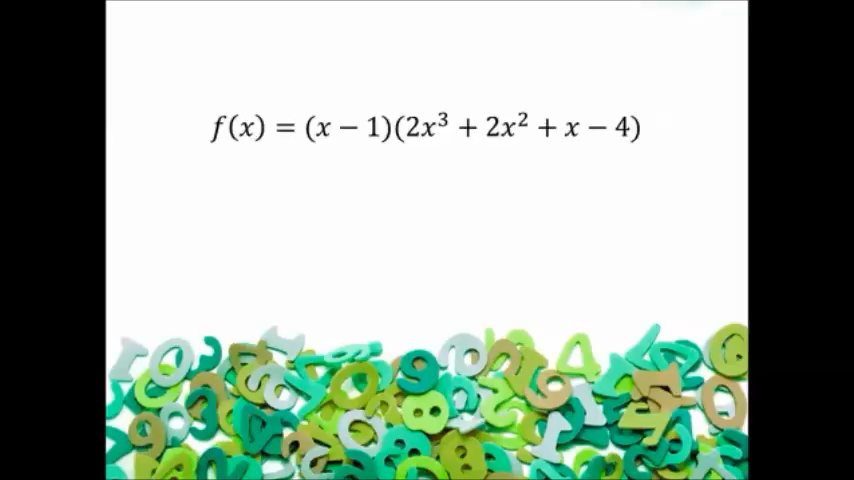 f(x) = (x − 1)(2x³ + 2x² + x − 4)